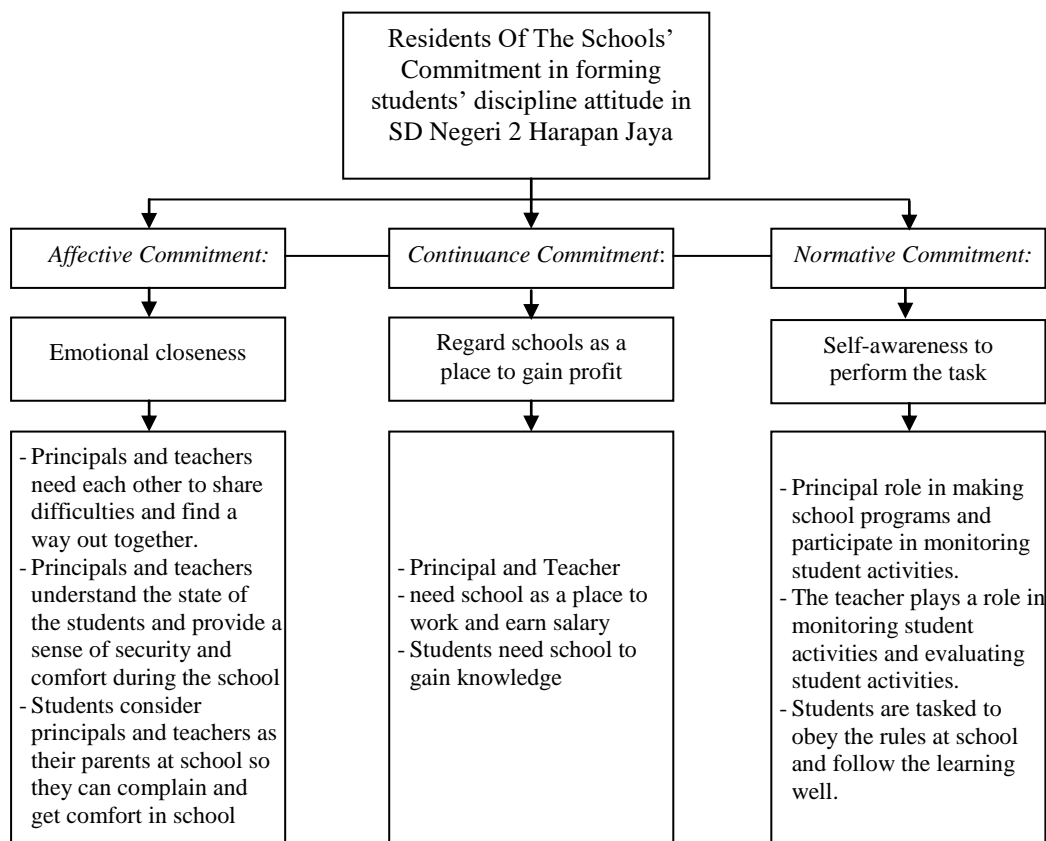 Residents Of The Schools’
Commitment in forming
students’ discipline attitude in
SD Negeri 2 Harapan Jaya
Affective Commitment:
Continuance Commitment:
Normative Commitment:
Emotional closeness
Regard schools as a
place to gain profit
Self-awareness to
perform the task
- Principals and teachers
need each other to share
difficulties and find a
way out together.
- Principals and teachers
understand the state of
the students and provide a
sense of security and
comfort during the school
- Students consider
principals and teachers as
their parents at school so
they can complain and
get comfort in school
- Principal and Teacher
- need school as a place to
work and earn salary
- Students need school to
gain knowledge
- Principal role in making
school programs and
participate in monitoring
student activities.
- The teacher plays a role in
monitoring student
activities and evaluating
student activities.
- Students are tasked to
obey the rules at school
and follow the learning
well.